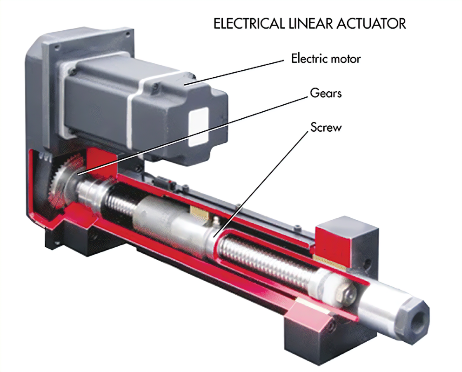 ELECTRICAL LINEAR ACTUATOR
Electric motor
Gears
Screw